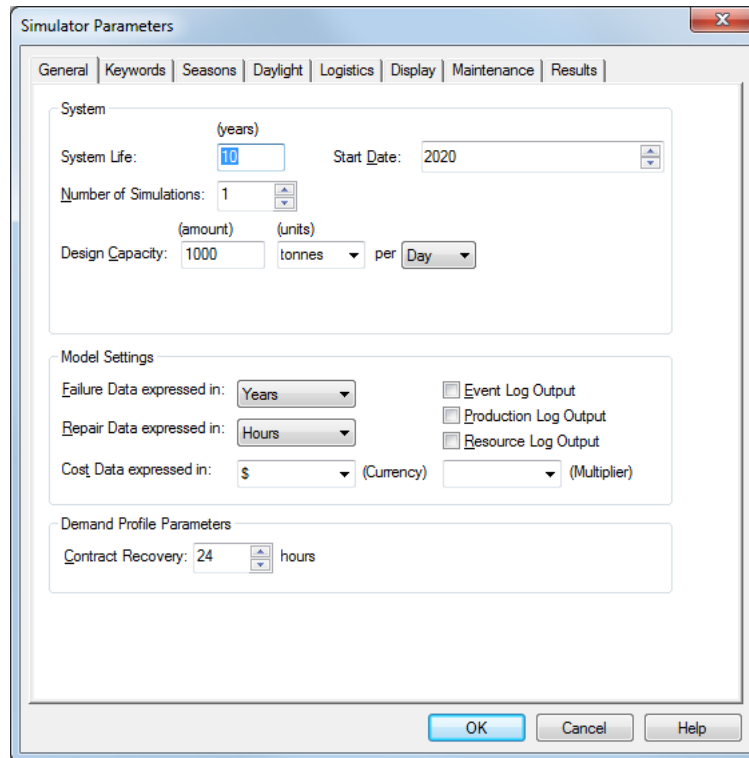 Simulator Parameters
General Keywords Seasons Daylight Logistics Display Maintenance Results
System
(years)
System Life: 10 Start Date: 2020
Number of Simulations: 1
(amount) (units)
Design Capacity: 1000 tonnes per Day
Model Settings
Failure Data expressed in: Years Event Log Output
Production Log Output
Repair Data expressed in: Hours
Resource Log Output
Cost Data expressed in: $ (Currency) (Multiplier)
Demand Profile Parameters
Contract Recovery: 24 hours
OK Cancel Help